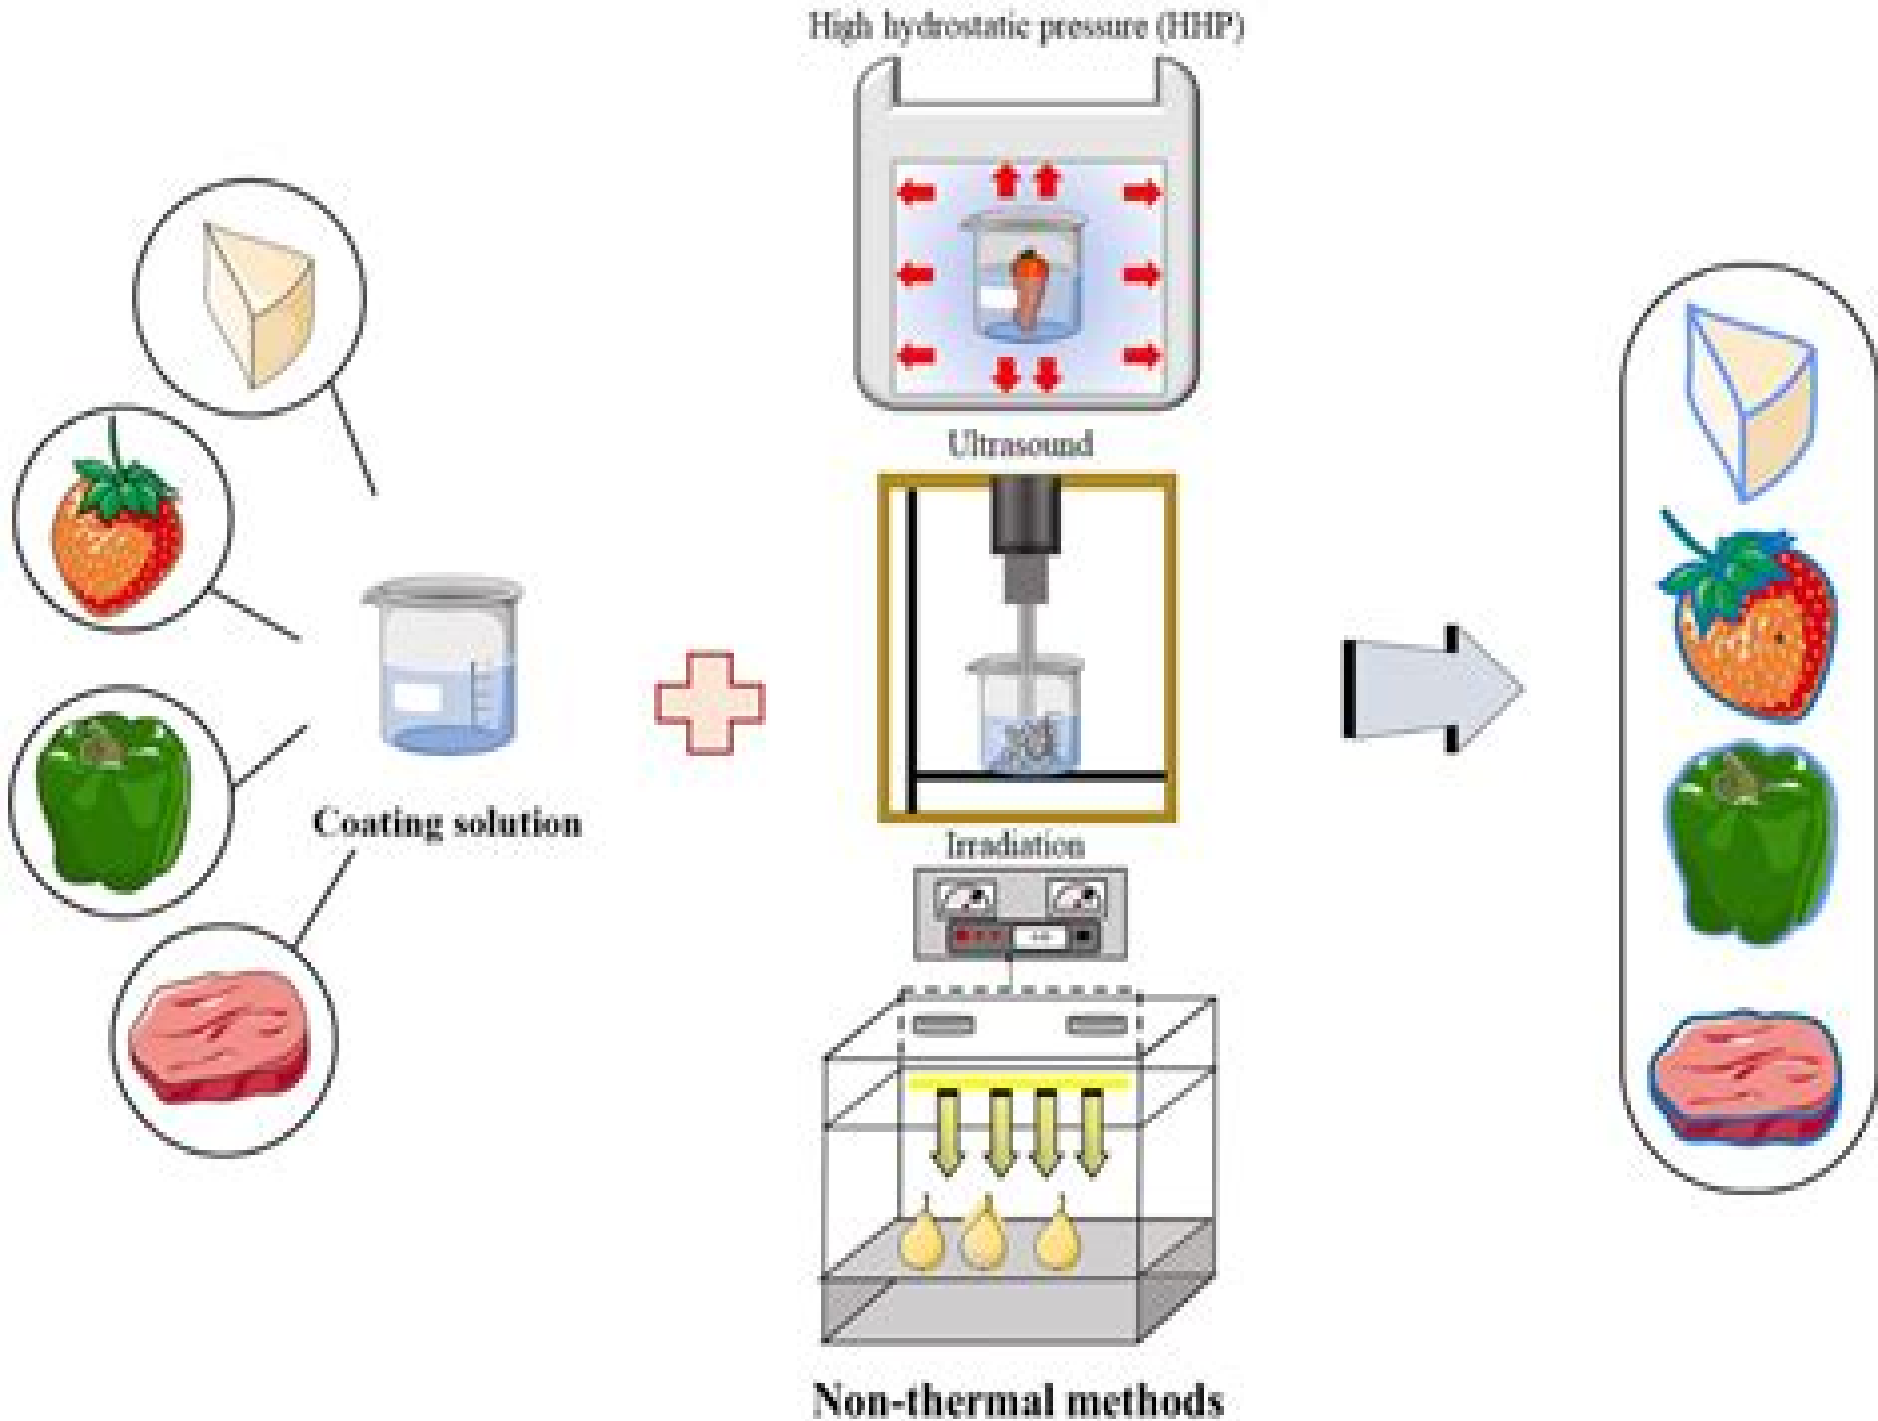 High hydrostatic pressure (HHP)
Ultrasound
Coating solution
Irradiation
Non-thermal methods